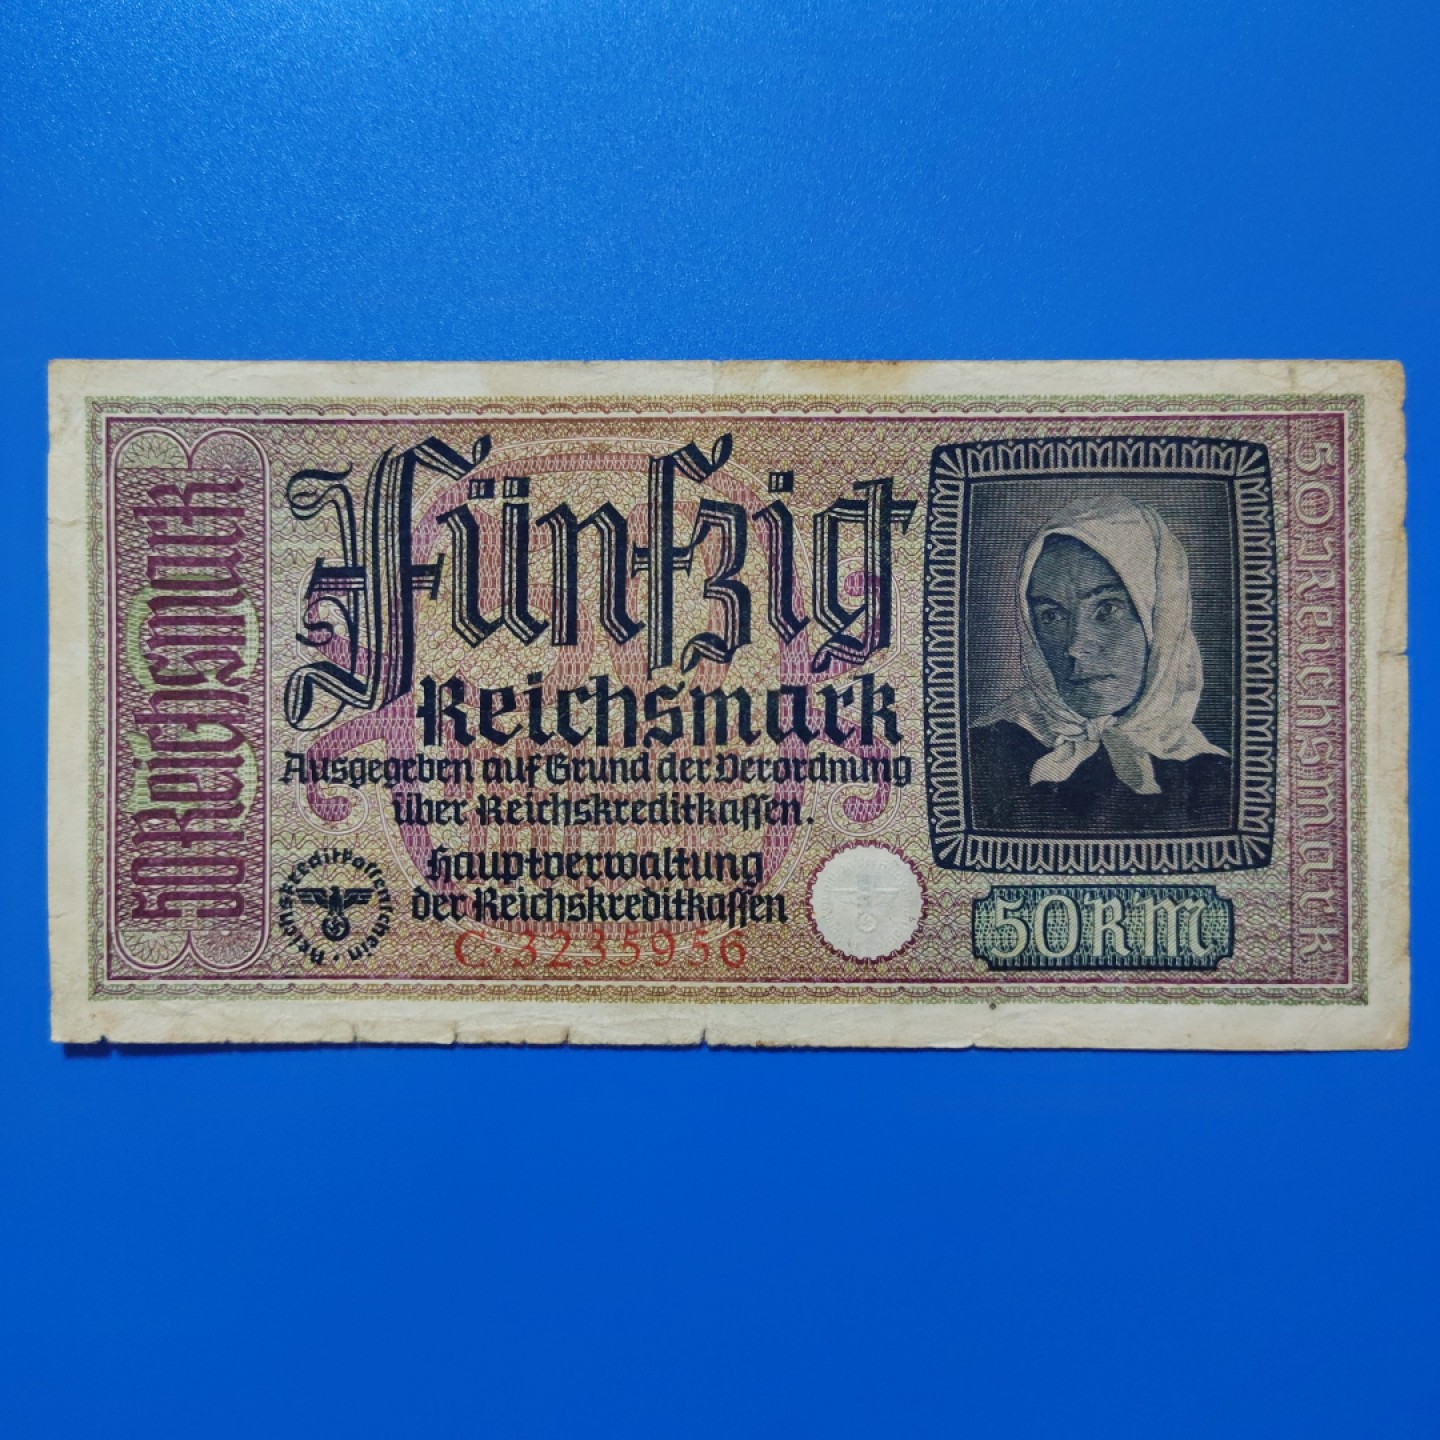 50 Reichsmark
Fünfzig
Reichsmark
Ausgegeben auf Grund der Verordnung
über Reichskreditkassen.
Hauptverwaltung
der Reichskreditkassen
C·3235956
Reichskreditkassenschein
50 RM
50 Reichsmark